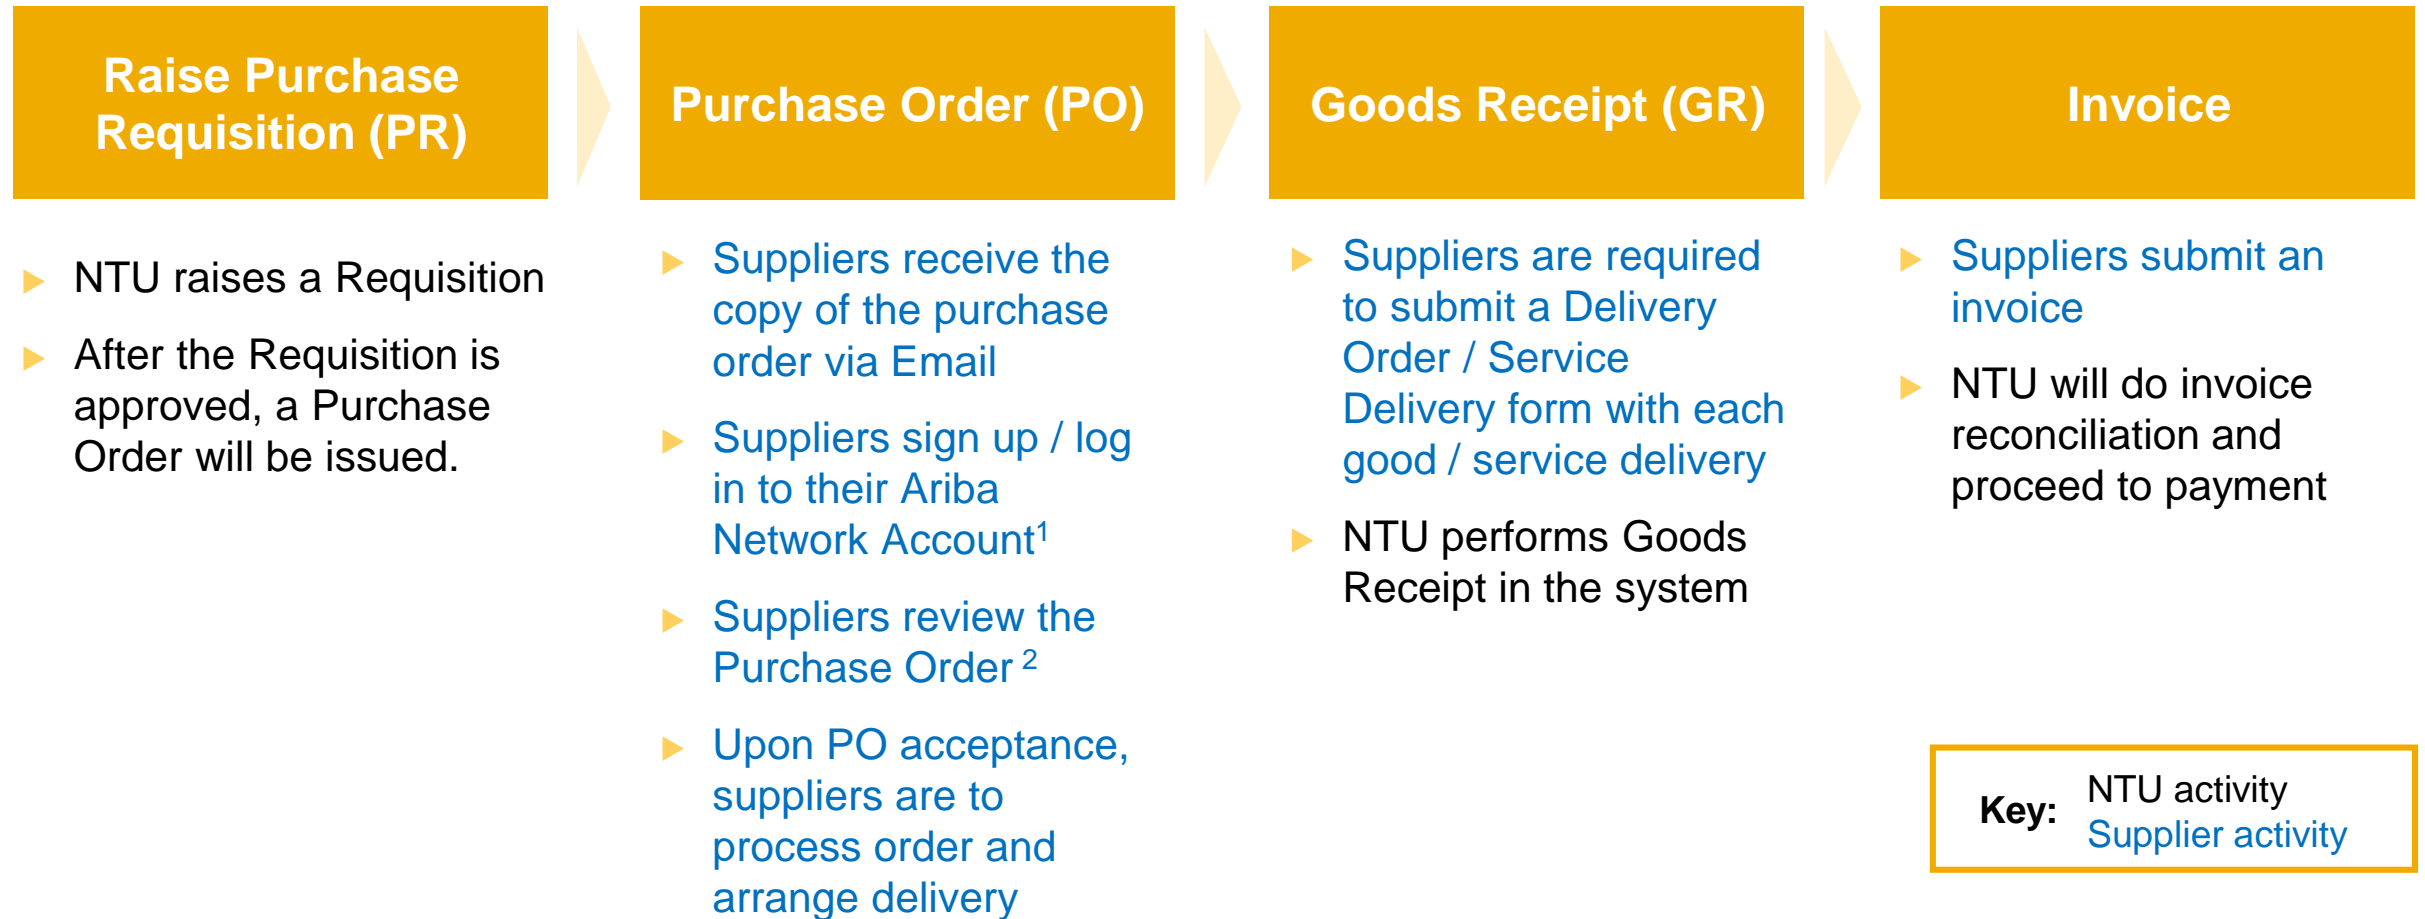 Raise Purchase
Requisition (PR)
NTU raises a Requisition
After the Requisition is
approved, a Purchase
Order will be issued.
Purchase Order (PO)
Suppliers receive the
copy of the purchase
order via Email
Suppliers sign up / log
in to their Ariba
Network Account¹
Suppliers review the
Purchase Order ²
Upon PO acceptance,
suppliers are to
process order and
arrange delivery
Goods Receipt (GR)
Suppliers are required
to submit a Delivery
Order / Service
Delivery form with each
good / service delivery
NTU performs Goods
Receipt in the system
Invoice
Suppliers submit an
invoice
NTU will do invoice
reconciliation and
proceed to payment
Key:
NTU activity
Supplier activity